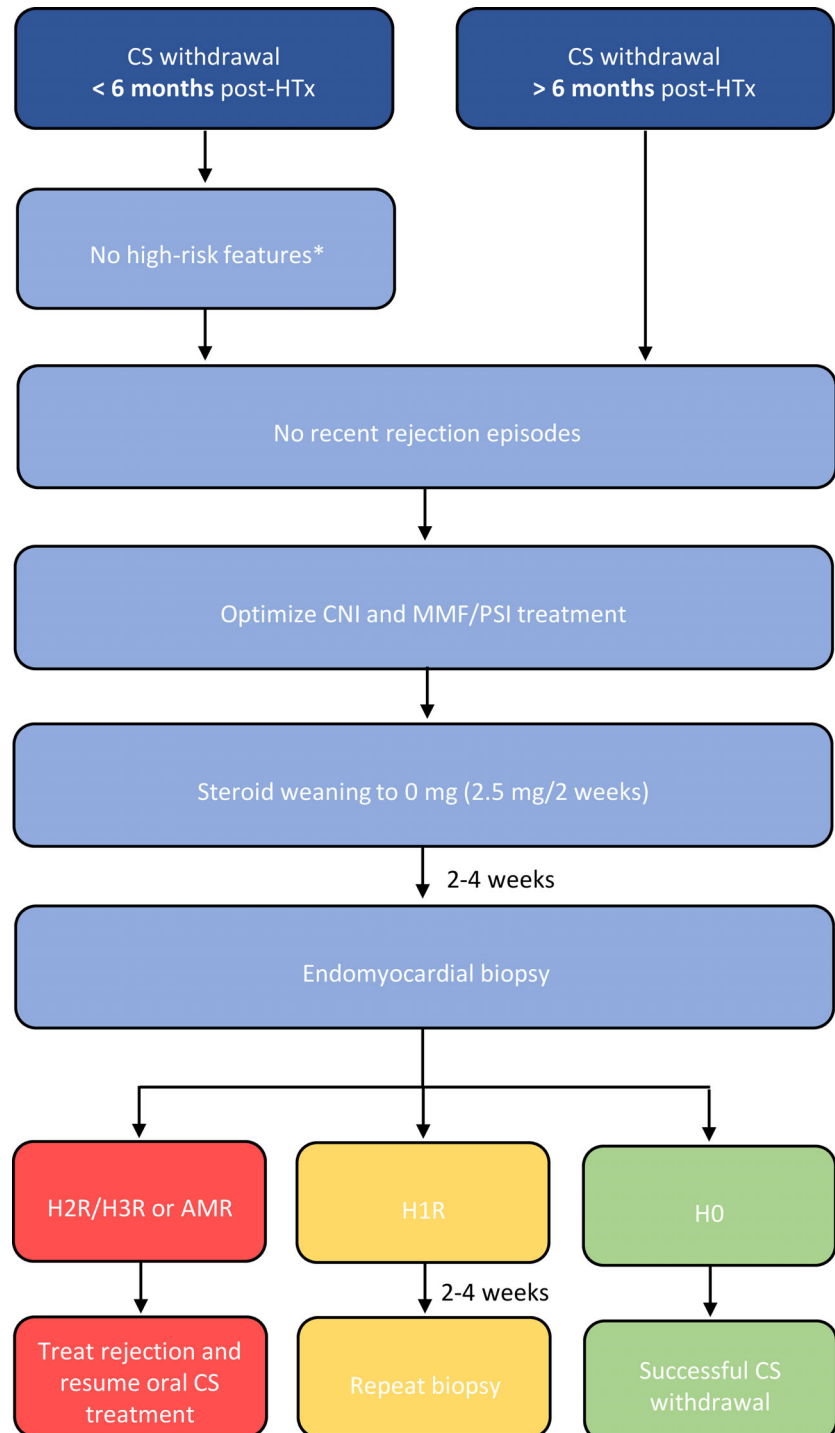 CS withdrawal
< 6 months post-HTx
CS withdrawal
> 6 months post-HTx
No high-risk features*
No recent rejection episodes
Optimize CNI and MMF/PSI treatment
Steroid weaning to 0 mg (2.5 mg/2 weeks)
2-4 weeks
Endomyocardial biopsy
H2R/H3R or AMR
H1R
H0
2-4 weeks
Treat rejection and
resume oral CS
treatment
Repeat biopsy
Successful CS
withdrawal